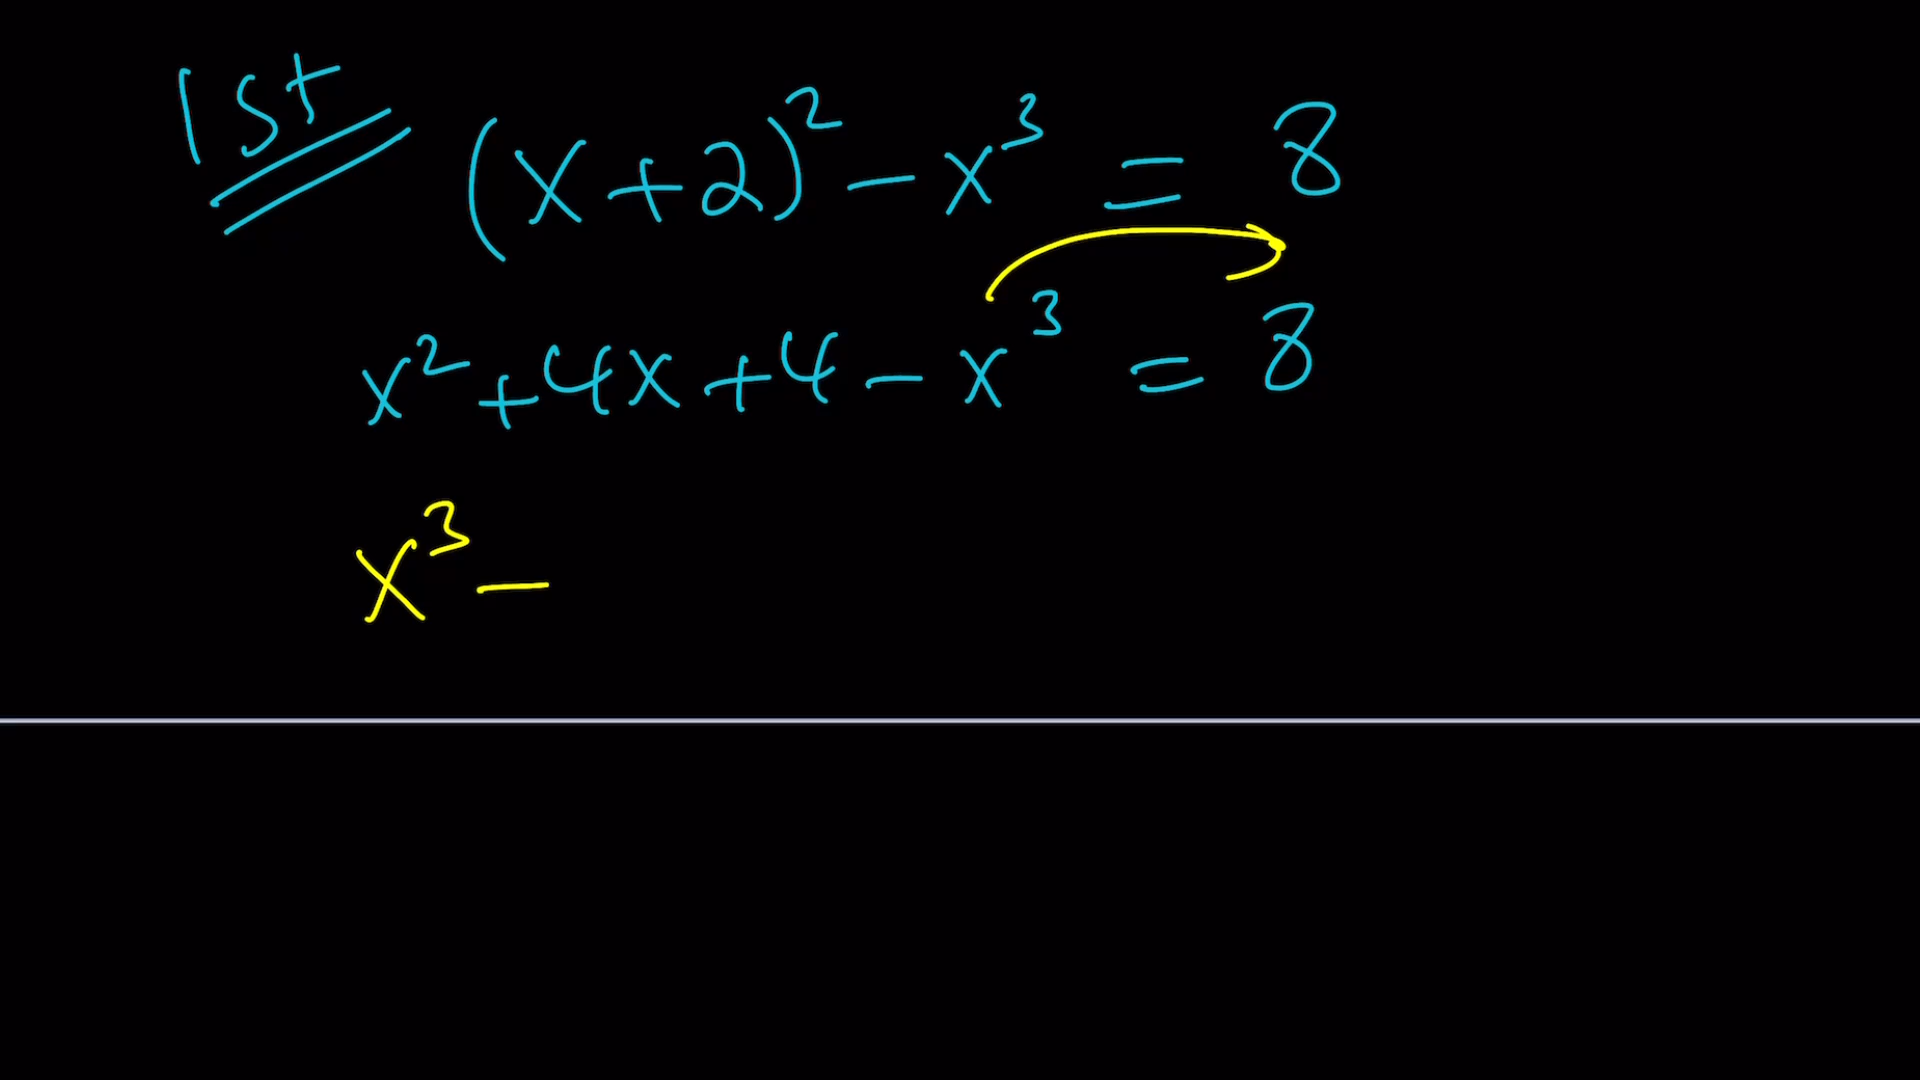 1st (x+2)² - x³ = 8
x² + 4x + 4 - x³ = 8
x³ -